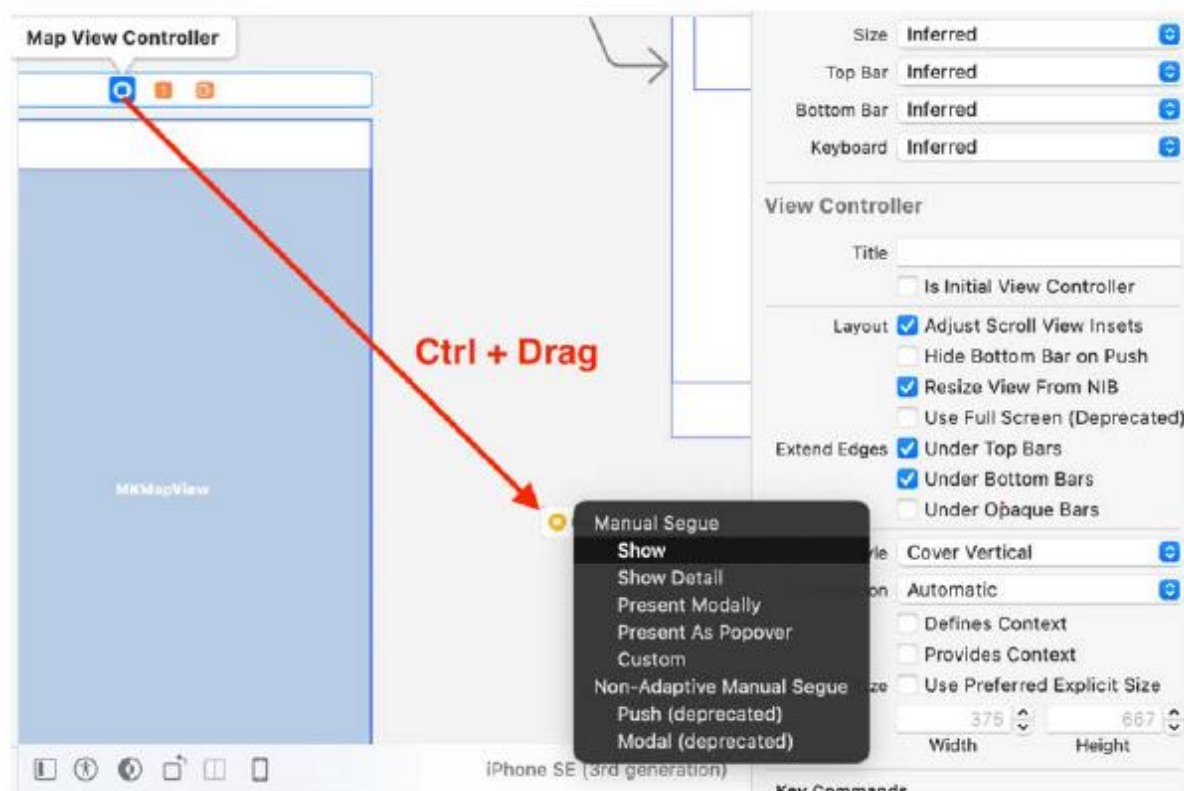 Map View Controller
Size Inferred
Top Bar Inferred
Bottom Bar Inferred
Keyboard Inferred
View Controller
Title
Is Initial View Controller
Layout Adjust Scroll View Insets
Hide Bottom Bar on Push
Resize View From NIB
Use Full Screen (Deprecated)
Extend Edges Under Top Bars
Under Bottom Bars
Under Opaque Bars
Ctrl + Drag
MKMapView
Manual Segue
Show
Show Detail
Present Modally
Present As Popover
Custom
Non-Adaptive Manual Segue
Push (deprecated)
Modal (deprecated)
Cover Vertical
Automatic
Defines Context
Provides Context
Use Preferred Explicit Size
375 667
Width Height
iPhone SE (3rd generation)
Key Commands